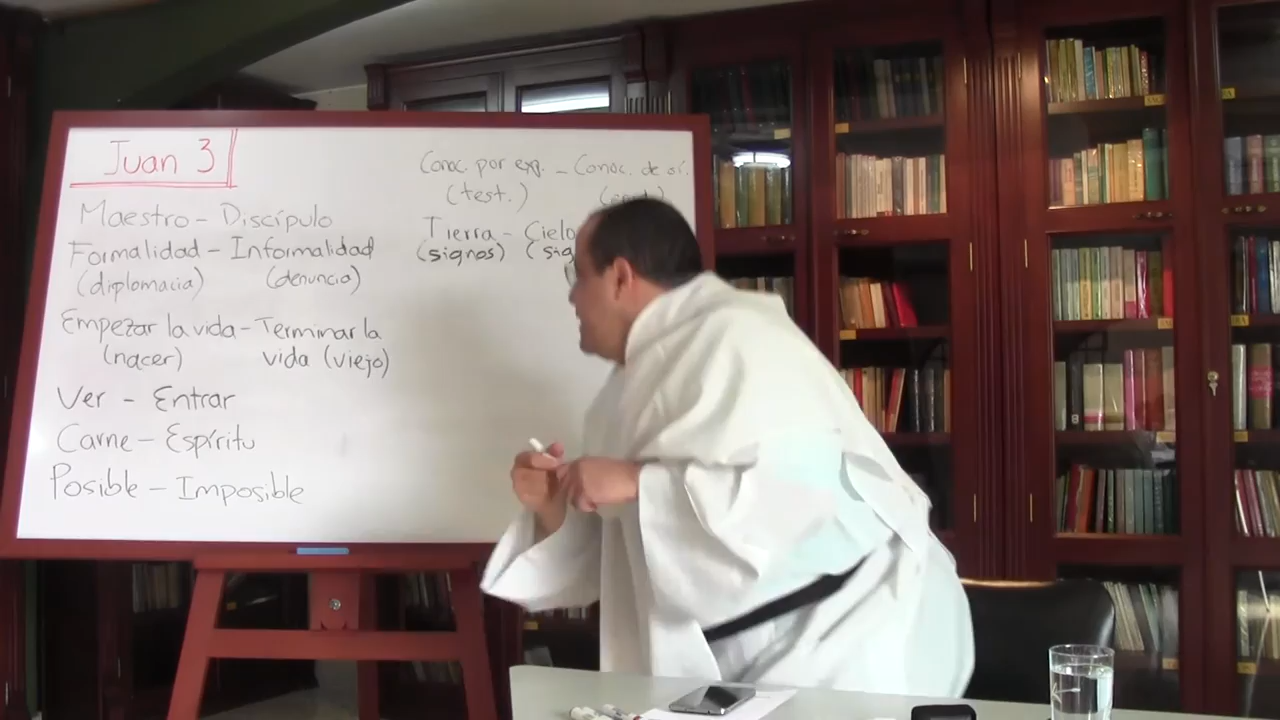 Juan 3
Maestro - Discípulo
Formalidad - Informalidad
(diplomacia) (denuncia)
Empezar la vida - Terminar la
(nacer) vida (viejo)
Ver - Entrar
Carne - Espíritu
Posible - Imposible
Conoc. por exp. - Conoc. de oí.
(test.)
Tierra - Cielo
(signos) (sig